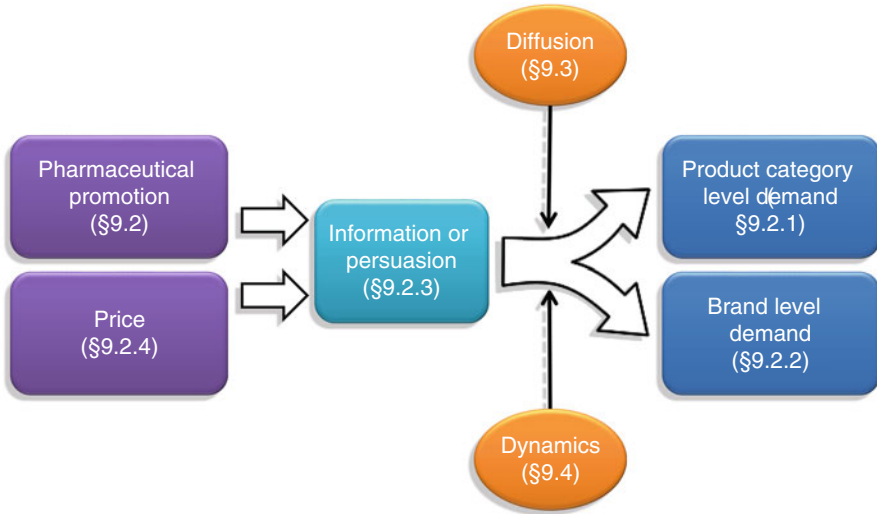 Diffusion
(§9.3)
Pharmaceutical
promotion
(§9.2)
Price
(§9.2.4)
Information or
persuasion
(§9.2.3)
Product category
level d(emand
§9.2.1)
Brand level
demand
(§9.2.2)
Dynamics
(§9.4)